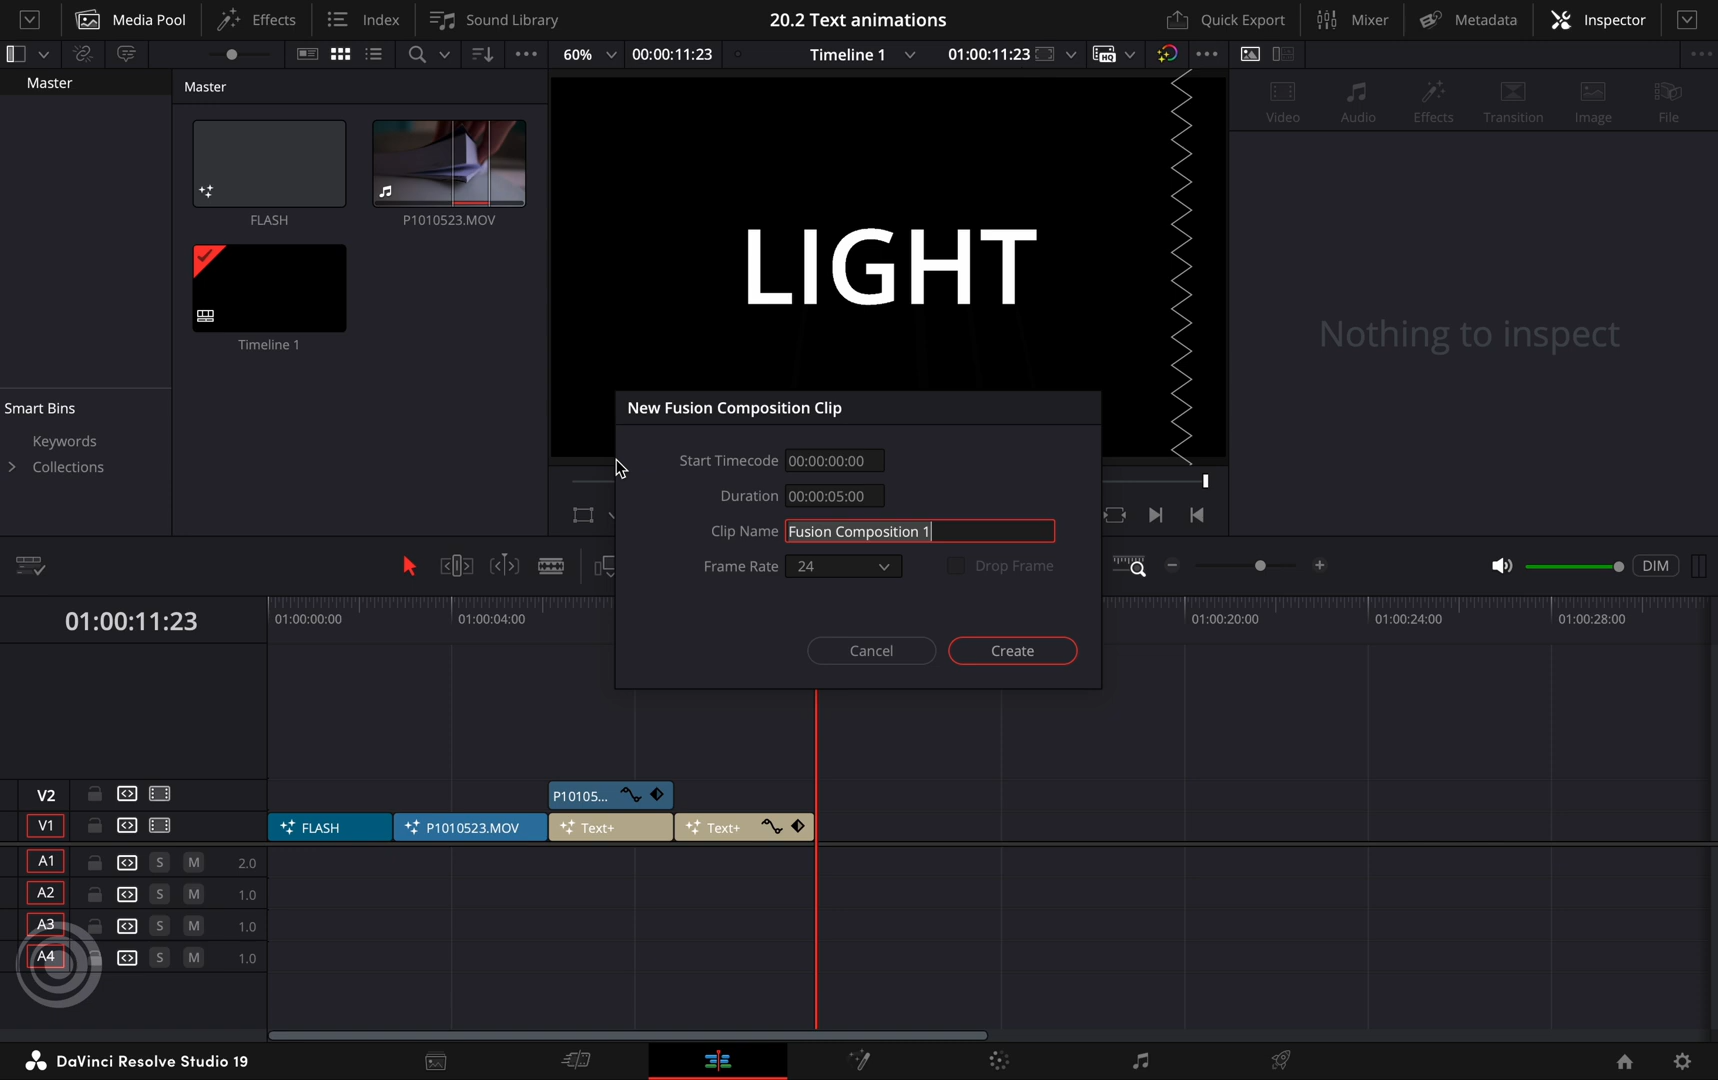 Media Pool
Effects
Index
Sound Library
20.2 Text animations
Quick Export
Mixer
Metadata
Inspector
60%
00:00:11:23
Timeline 1
01:00:11:23
HQ
Master
Master
FLASH
P1010523.MOV
Timeline 1
Smart Bins
Keywords
Collections
LIGHT
Video
Audio
Effects
Transition
Image
File
Nothing to inspect
New Fusion Composition Clip
Start Timecode 00:00:00:00
Duration 00:00:05:00
Clip Name Fusion Composition 1
Frame Rate 24 Drop Frame
Cancel Create
DIM
01:00:11:23
01:00:00:00
01:00:04:00
01:00:20:00
01:00:24:00
01:00:28:00
V2
P10105...
V1
FLASH
P1010523.MOV
Text+
Text+
A1 S M 2.0
A2 S M 1.0
A3 S M 1.0
A4 S M 1.0
DaVinci Resolve Studio 19